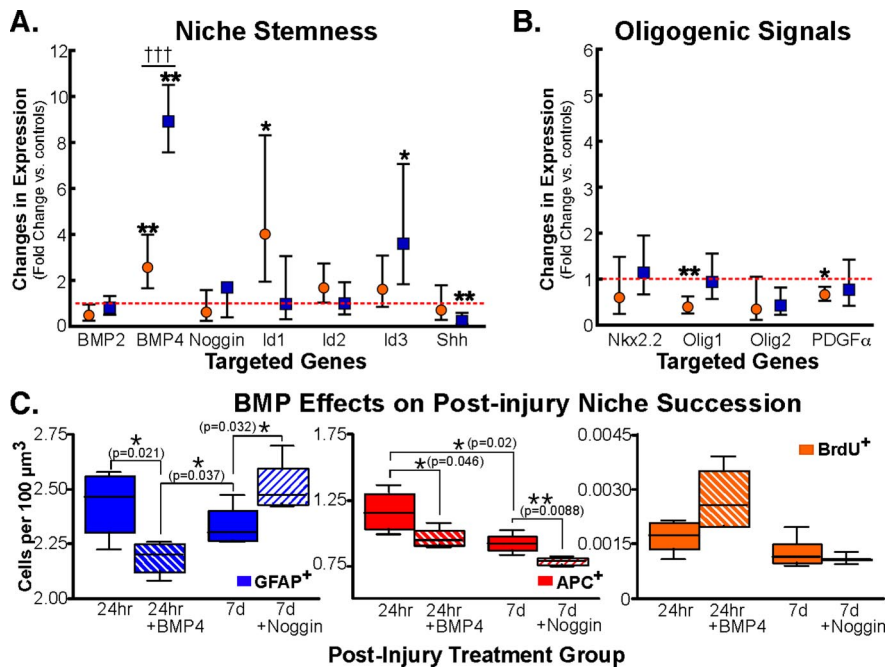 A. Niche Stemness
Changes in Expression
(Fold Change vs. controls)
12
10
8
6
4
2
0
†††
**
**
*
*
**
BMP2 BMP4 Noggin Id1 Id2 Id3 Shh
Targeted Genes
B. Oligogenic Signals
Changes in Expression
(Fold Change vs. controls)
6
5
4
3
2
1
0
**
*
Nkx2.2 Olig1 Olig2 PDGFα
Targeted Genes
C. BMP Effects on Post-injury Niche Succession
Cells per 100 µm³
2.75
2.50
2.25
2.00
*
(p=0.021)
*
(p=0.037)
(p=0.032) *
GFAP+
24hr 24hr +BMP4 7d 7d +Noggin
1.75
1.25
0.75
* (p=0.02)
* (p=0.046)
**
(p=0.0088)
APC+
24hr 24hr +BMP4 7d 7d +Noggin
0.0045
0.0030
0.0015
0
BrdU+
24hr 24hr +BMP4 7d 7d +Noggin
Post-Injury Treatment Group